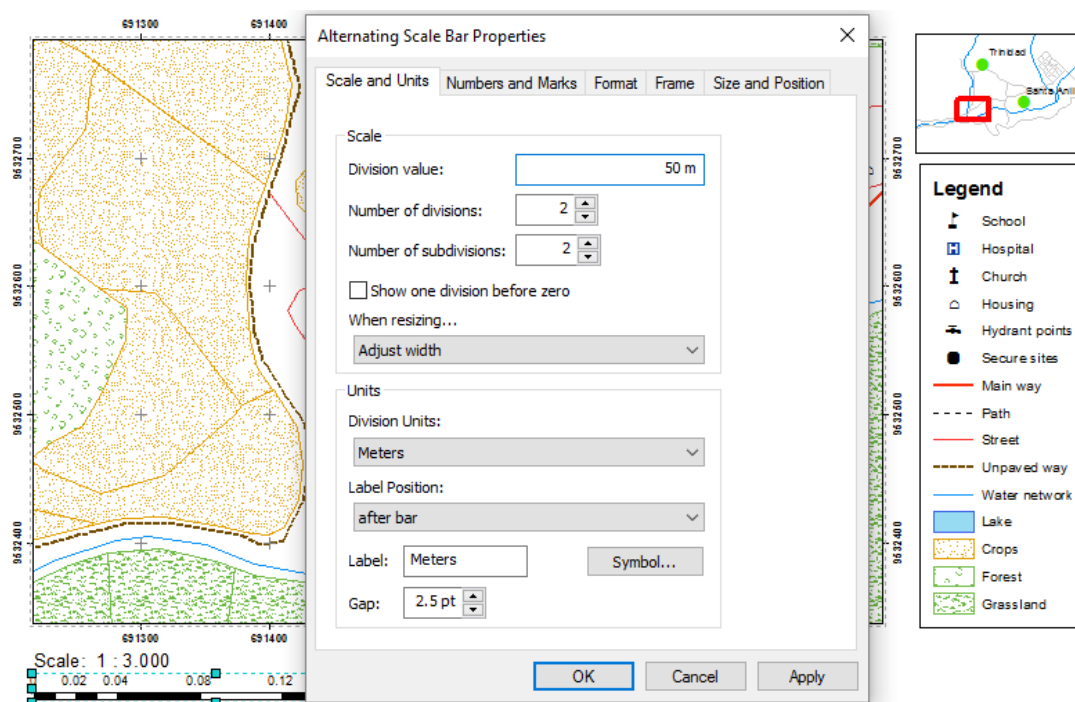 691300 691400
Alternating Scale Bar Properties
Scale and Units Numbers and Marks Format Frame Size and Position
Scale
Division value: 50 m
Number of divisions: 2
Number of subdivisions: 2
Show one division before zero
When resizing...
Adjust width
Units
Division Units:
Meters
Label Position:
after bar
Label: Meters Symbol...
Gap: 2.5 pt
OK Cancel Apply
9632700
9632600
9632500
9632400
9632700
9632600
9632500
9632400
691300 691400
Scale: 1 : 3.000
0.02 0.04 0.08 0.12
Trinidad
Legend
School
Hospital
Church
Housing
Hydrant points
Secure sites
Main way
Path
Street
Unpaved way
Water network
Lake
Crops
Forest
Grassland